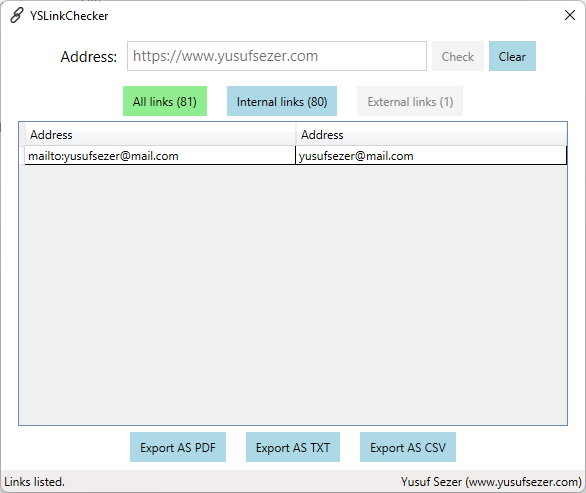 YSLinkChecker
Address: https://www.yusufsezer.com Check Clear
All links (81) Internal links (80) External links (1)
Address Address
mailto:yusufsezer@mail.com yusufsezer@mail.com
Export AS PDF Export AS TXT Export AS CSV
Links listed. Yusuf Sezer (www.yusufsezer.com)